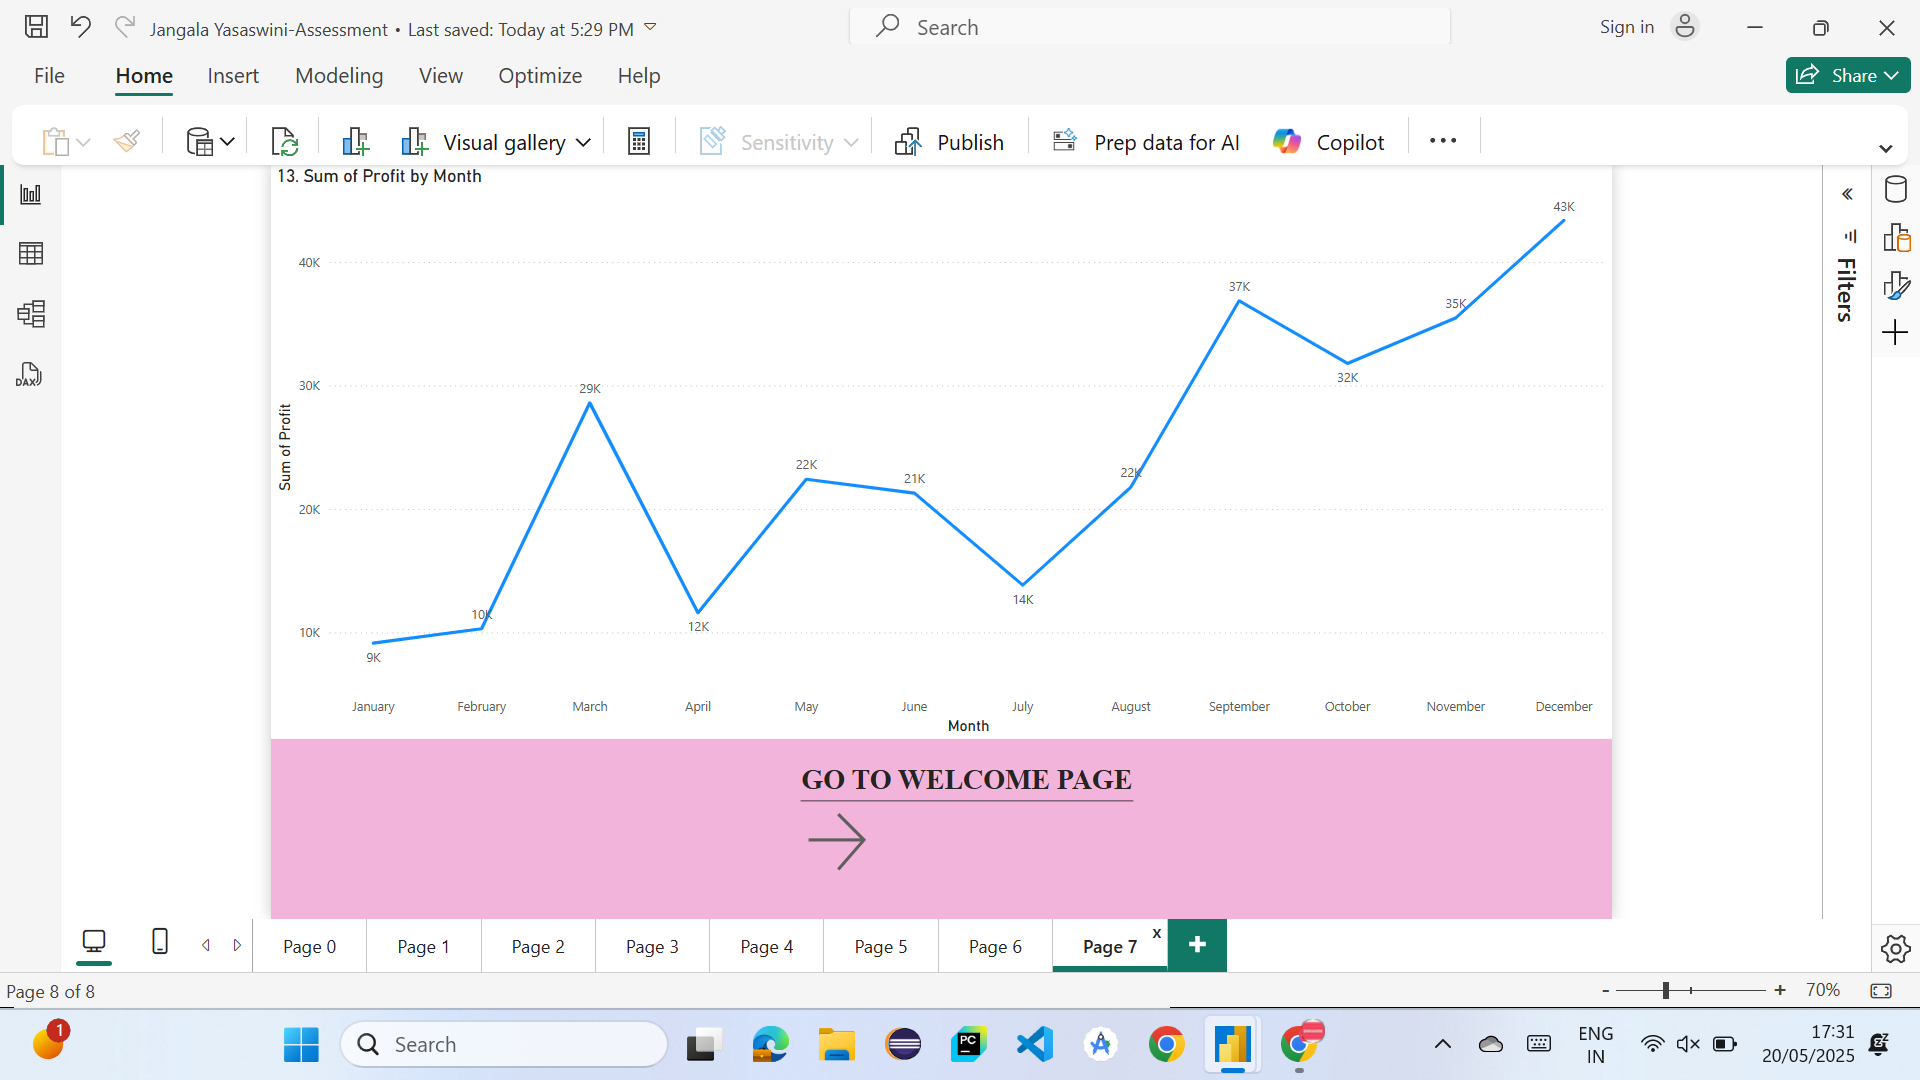 Jangala Yasaswini-Assessment • Last saved: Today at 5:29 PM
Search
Sign in
File Home Insert Modeling View Optimize Help
Share
Visual gallery
Sensitivity
Publish
Prep data for AI
Copilot
DAX
Filters
13. Sum of Profit by Month
Sum of Profit
40K
30K
20K
10K
9K
10K
29K
12K
22K
21K
14K
22K
37K
32K
35K
43K
January February March April May June July August September October November December
Month
GO TO WELCOME PAGE
Page 0 Page 1 Page 2 Page 3 Page 4 Page 5 Page 6 Page 7 x +
Page 8 of 8
- + 70%
1
Search
PC
ENG
IN
17:31
20/05/2025